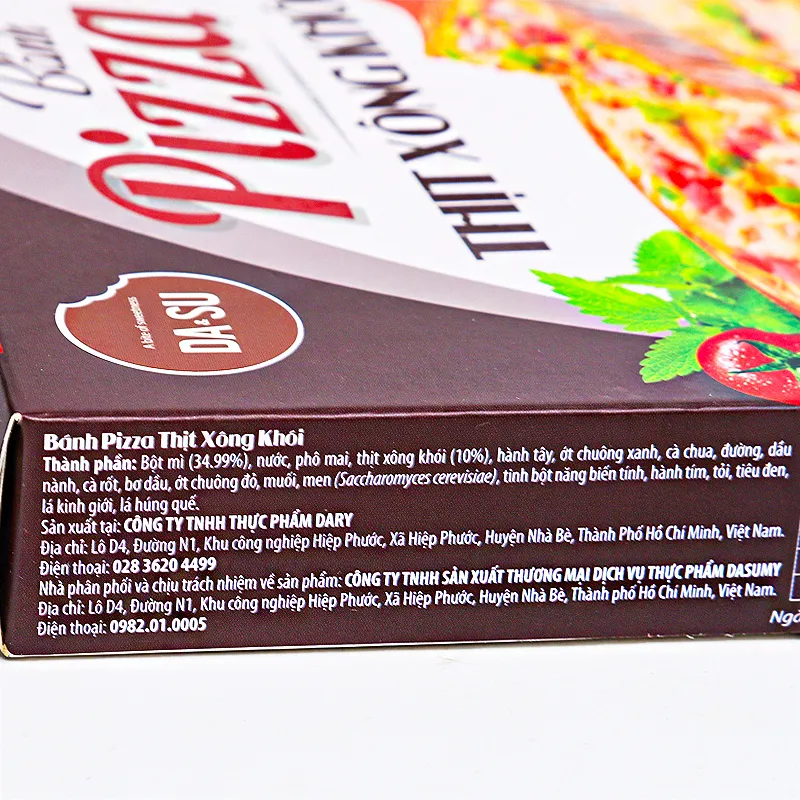 Bánh
Pizza
THỊT XÔNG KHÓI
A bite of sweetness
DA&SU
Bánh Pizza Thịt Xông Khói
Thành phần: Bột mì (34.99%), nước, phô mai, thịt xông khói (10%), hành tây, ớt chuông xanh, cà chua, đường, dầu
nành, cà rốt, bơ dầu, ớt chuông đỏ, muối, men (Saccharomyces cerevisiae), tinh bột năng biến tính, hành tím, tỏi, tiêu đen,
lá kinh giới, lá húng quế.
Sản xuất tại: CÔNG TY TNHH THỰC PHẨM DARY
Địa chỉ: Lô D4, Đường N1, Khu công nghiệp Hiệp Phước, Xã Hiệp Phước, Huyện Nhà Bè, Thành Phố Hồ Chí Minh, Việt Nam.
Điện thoại: 028 3620 4499
Nhà phân phối và chịu trách nhiệm về sản phẩm: CÔNG TY TNHH SẢN XUẤT THƯƠNG MẠI DỊCH VỤ THỰC PHẨM DASUMY
Địa chỉ: Lô D4, Đường N1, Khu công nghiệp Hiệp Phước, Xã Hiệp Phước, Huyện Nhà Bè, Thành phố Hồ Chí Minh, Việt Nam.
Điện thoại: 0982.01.0005